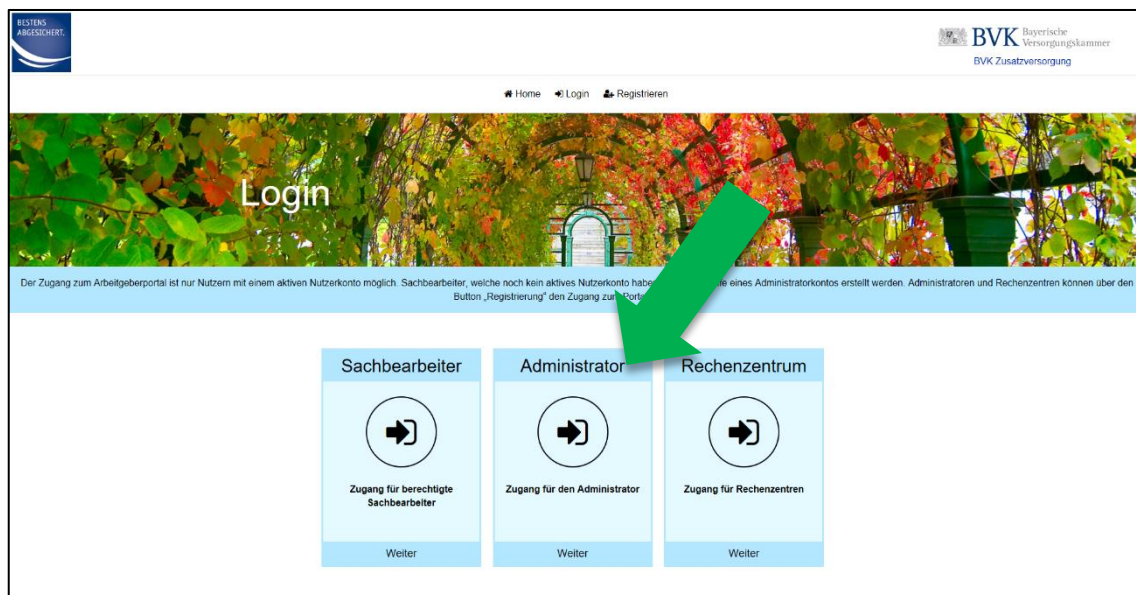 BESTENS
ABGESICHERT.
BVK Bayerische
Versorgungskammer
BVK Zusatzversorgung
Home Login Registrieren
Login
Der Zugang zum Arbeitgeberportal ist nur Nutzern mit einem aktiven Nutzerkonto möglich. Sachbearbeiter, welche noch kein aktives Nutzerkonto habe eines Administratorkontos erstellt werden. Administratoren und Rechenzentren können über den
Button „Registrierung" den Zugang zum Porta
Sachbearbeiter Administrator Rechenzentrum
Zugang für berechtigte Zugang für den Administrator Zugang für Rechenzentren
Sachbearbeiter
Weiter Weiter Weiter